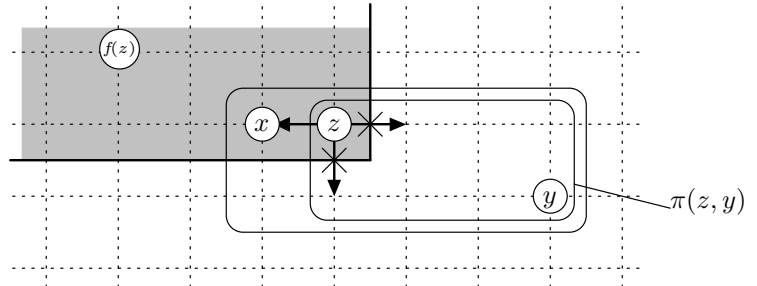 f(z)
x z
y π(z, y)